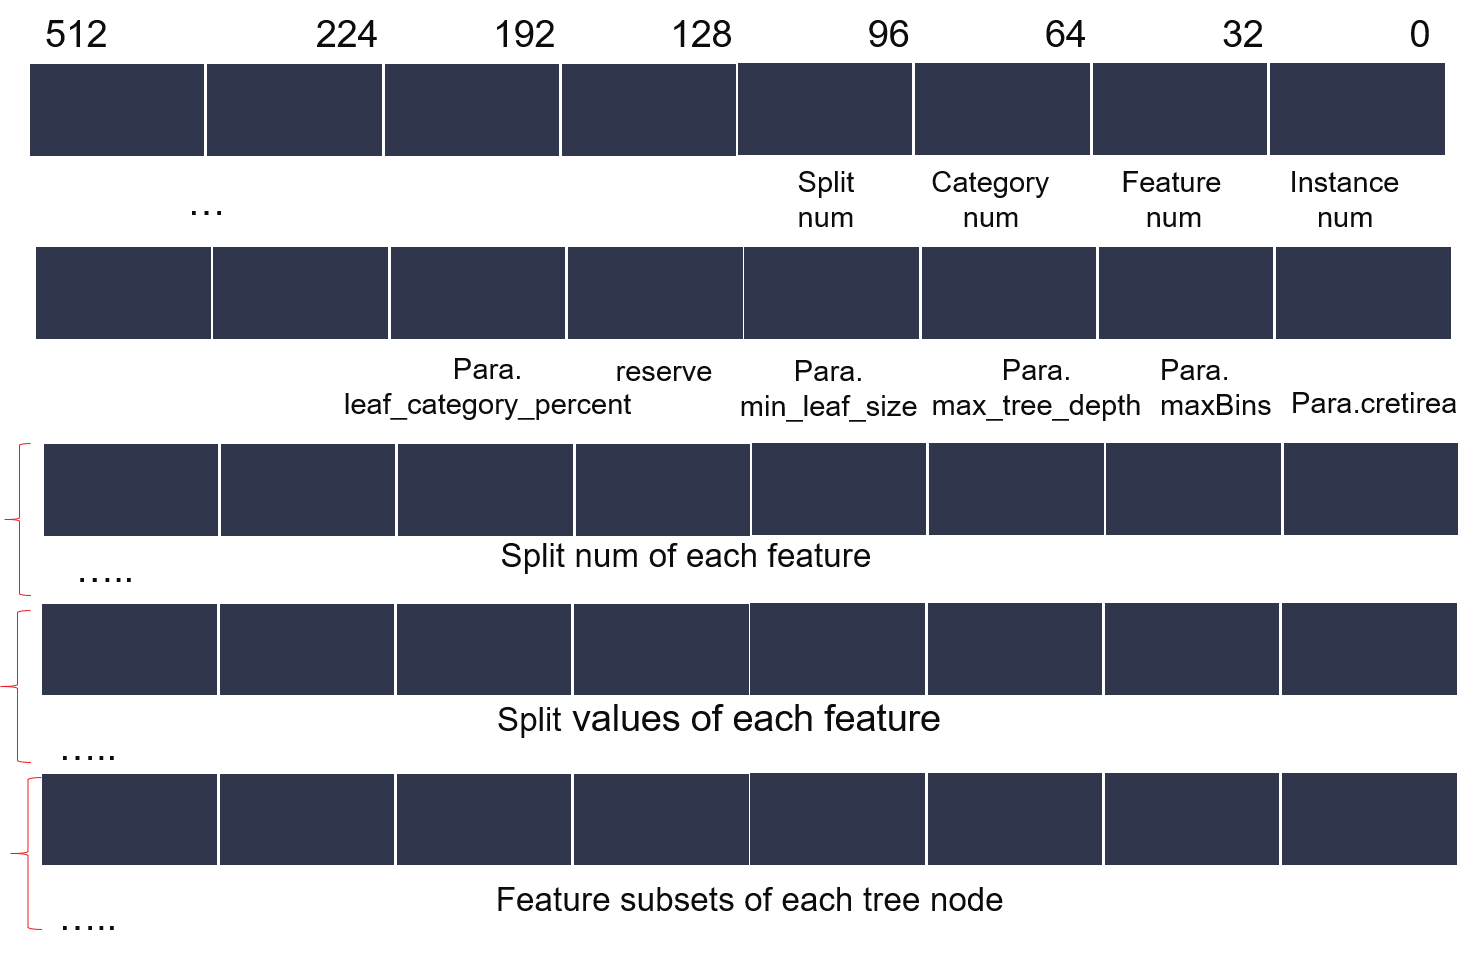 512 224 192 128 96 64 32 0
Split Category Feature Instance
… num num num num
Para. reserve Para. Para. Para.
leaf_category_percent min_leaf_size max_tree_depth maxBins Para.cretirea
Split num of each feature
…..
Split values of each feature
…..
Feature subsets of each tree node
…..